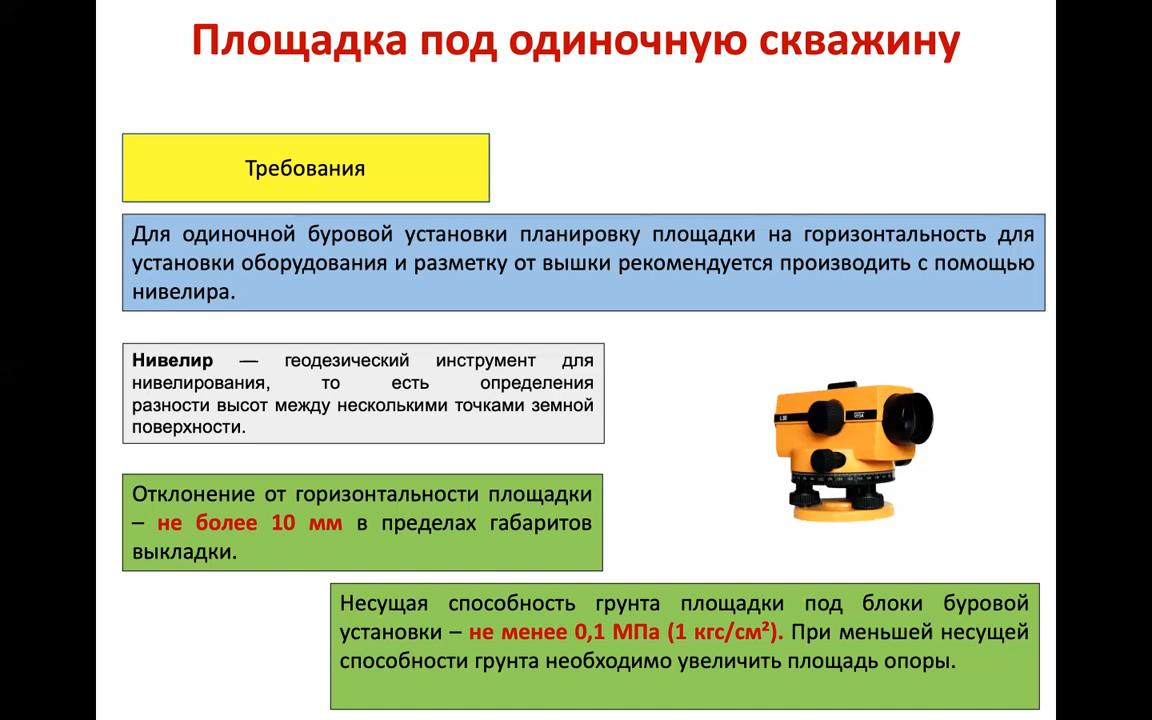 Площадка под одиночную скважину
Требования
Для одиночной буровой установки планировку площадки на горизонтальность для
установки оборудования и разметку от вышки рекомендуется производить с помощью
нивелира.
Нивелир — геодезический инструмент для
нивелирования, то есть определения
разности высот между несколькими точками земной
поверхности.
Отклонение от горизонтальности площадки
– не более 10 мм в пределах габаритов
выкладки.
Несущая способность грунта площадки под блоки буровой
установки – не менее 0,1 МПа (1 кгс/см²). При меньшей несущей
способности грунта необходимо увеличить площадь опоры.